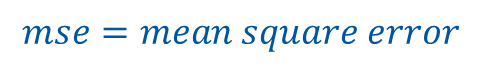 mse = mean square error